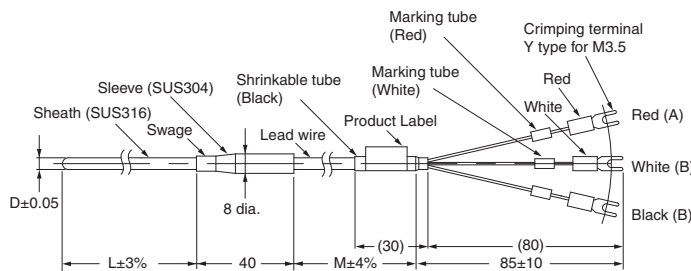 Marking tube
(Red)
Crimping terminal
Y type for M3.5
Sleeve (SUS304)
Shrinkable tube
(Black)
Marking tube
(White)
Red
Sheath (SUS316)
White
Product Label
Red (A)
Swage
Lead wire
White (B)
D±0.05
8 dia.
Black (B)
(30)
(80)
L±3%
40
M±4%
85±10